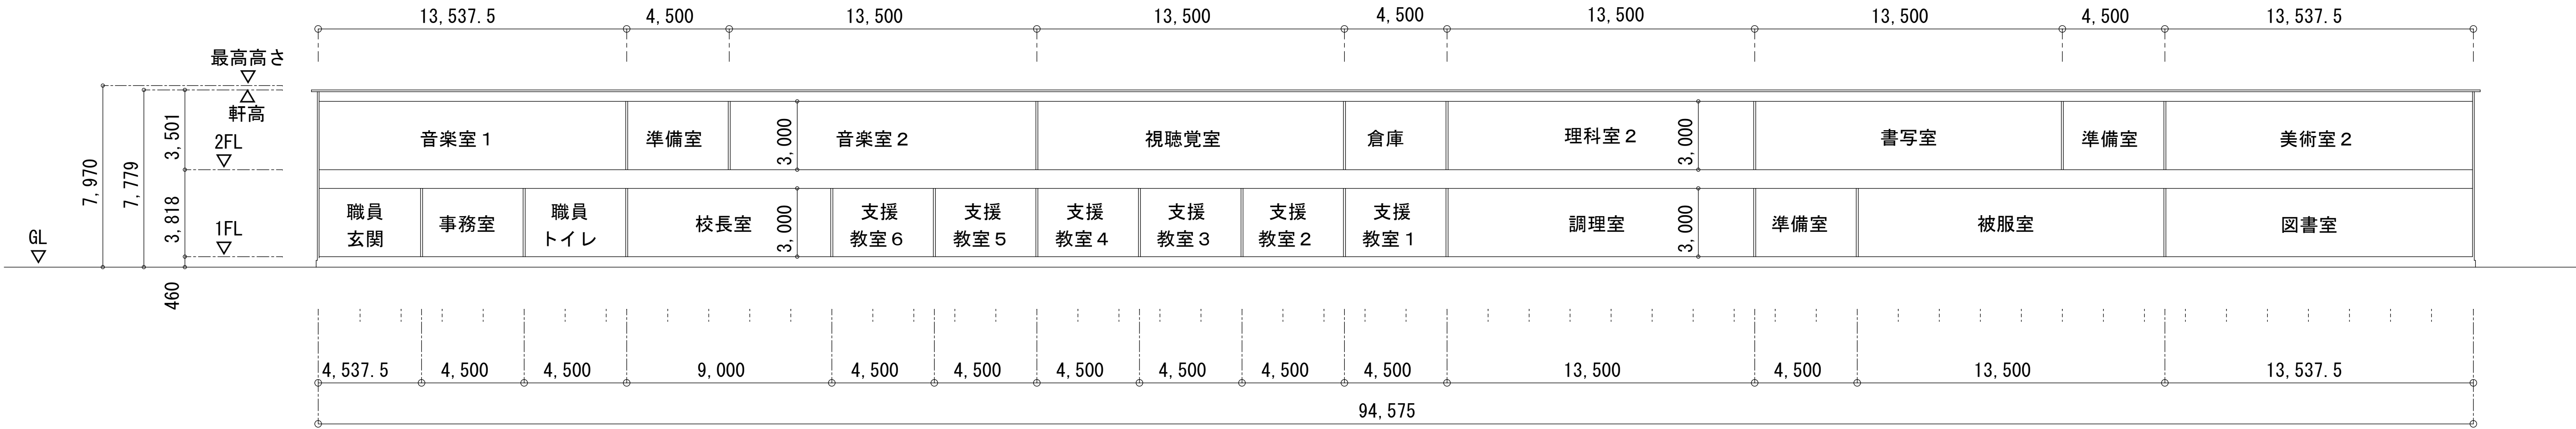 13,537.5 4,500 13,500 13,500 4,500 13,500 13,500 4,500 13,537.5
最高高さ
軒高
2FL
1FL
GL
7,970
7,779
3,501
3,818
460
音楽室1 準備室 3,000 音楽室2 視聴覚室 倉庫 理科室2 3,000 書写室 準備室 美術室2
職員
玄関
事務室
職員
トイレ
校長室
3,000
支援
教室6
支援
教室5
支援
教室4
支援
教室3
支援
教室2
支援
教室1
調理室
3,000
準備室
被服室
図書室
4,537.5 4,500 4,500 9,000 4,500 4,500 4,500 4,500 4,500 4,500 13,500 4,500 13,500 13,537.5
94,575